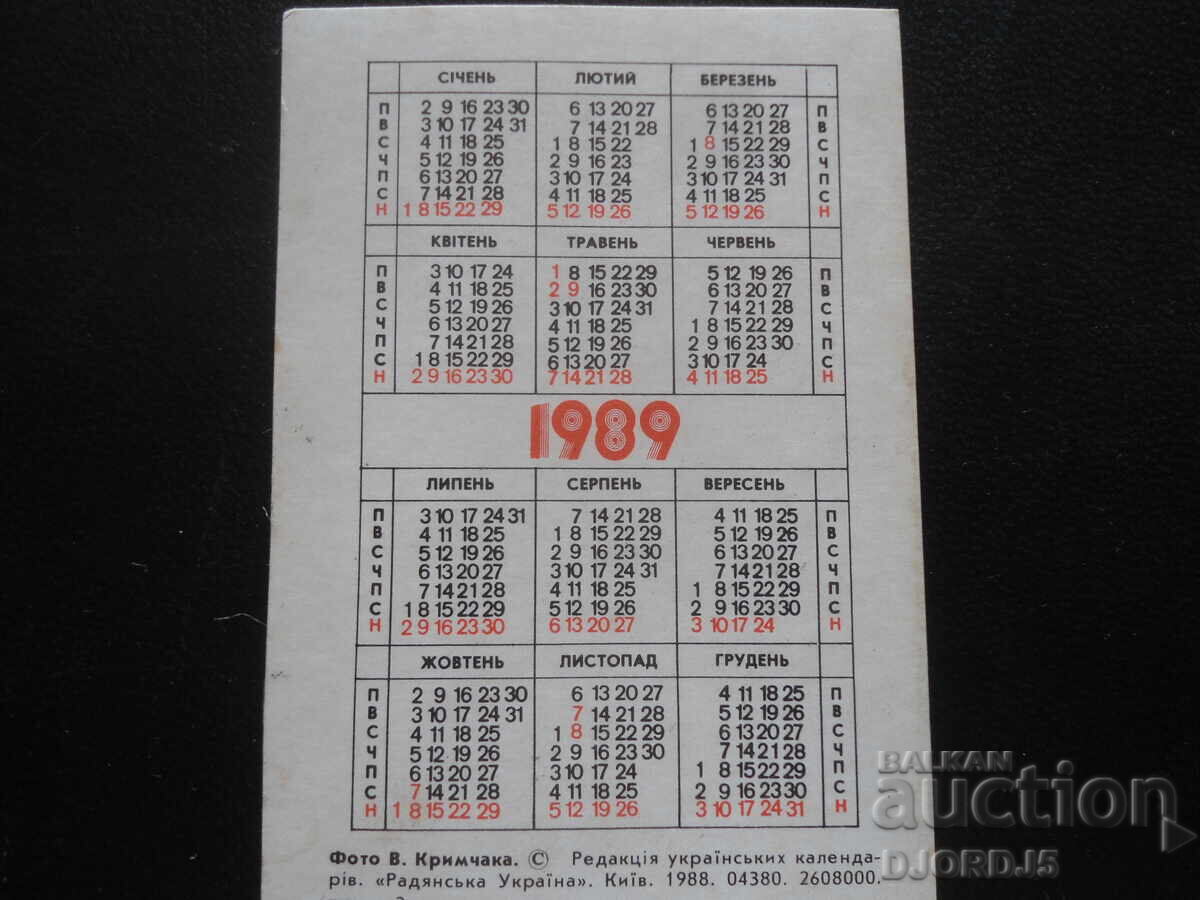 СІЧЕНЬ ЛЮТИЙ БЕРЕЗЕНЬ
П 2 9 16 23 30 6 13 20 27 6 13 20 27 П
В 3 10 17 24 31 7 14 21 28 7 14 21 28 В
С 4 11 18 25 1 8 15 22 1 8 15 22 29 С
Ч 5 12 19 26 2 9 16 23 2 9 16 23 30 Ч
П 6 13 20 27 3 10 17 24 3 10 17 24 31 П
С 7 14 21 28 4 11 18 25 4 11 18 25 С
Н 1 8 15 22 29 5 12 19 26 5 12 19 26 Н
КВІТЕНЬ ТРАВЕНЬ ЧЕРВЕНЬ
П 3 10 17 24 1 8 15 22 29 5 12 19 26 П
В 4 11 18 25 2 9 16 23 30 6 13 20 27 В
С 5 12 19 26 3 10 17 24 31 7 14 21 28 С
Ч 6 13 20 27 4 11 18 25 1 8 15 22 29 Ч
П 7 14 21 28 5 12 19 26 2 9 16 23 30 П
С 1 8 15 22 29 6 13 20 27 3 10 17 24 С
Н 2 9 16 23 30 7 14 21 28 4 11 18 25 Н
1989
ЛИПЕНЬ СЕРПЕНЬ ВЕРЕСЕНЬ
П 3 10 17 24 31 7 14 21 28 4 11 18 25 П
В 4 11 18 25 1 8 15 22 29 5 12 19 26 В
С 5 12 19 26 2 9 16 23 30 6 13 20 27 С
Ч 6 13 20 27 3 10 17 24 31 7 14 21 28 Ч
П 7 14 21 28 4 11 18 25 1 8 15 22 29 П
С 1 8 15 22 29 5 12 19 26 2 9 16 23 30 С
Н 2 9 16 23 30 6 13 20 27 3 10 17 24 Н
ЖОВТЕНЬ ЛИСТОПАД ГРУДЕНЬ
П 2 9 16 23 30 6 13 20 27 4 11 18 25 П
В 3 10 17 24 31 7 14 21 28 5 12 19 26 В
С 4 11 18 25 1 8 15 22 29 6 13 20 27 С
Ч 5 12 19 26 2 9 16 23 30 7 14 21 28 Ч
П 6 13 20 27 3 10 17 24 1 8 15 22 29 П
С 7 14 21 28 4 11 18 25 2 9 16 23 30 С
Н 1 8 15 22 29 5 12 19 26 3 10 17 24 31 Н
Фото В. Кримчака. © Редакція українських календа-
рів. «Радянська Україна». Київ. 1988. 04380. 2608000.
BALKAN
auction
DJORDJ5